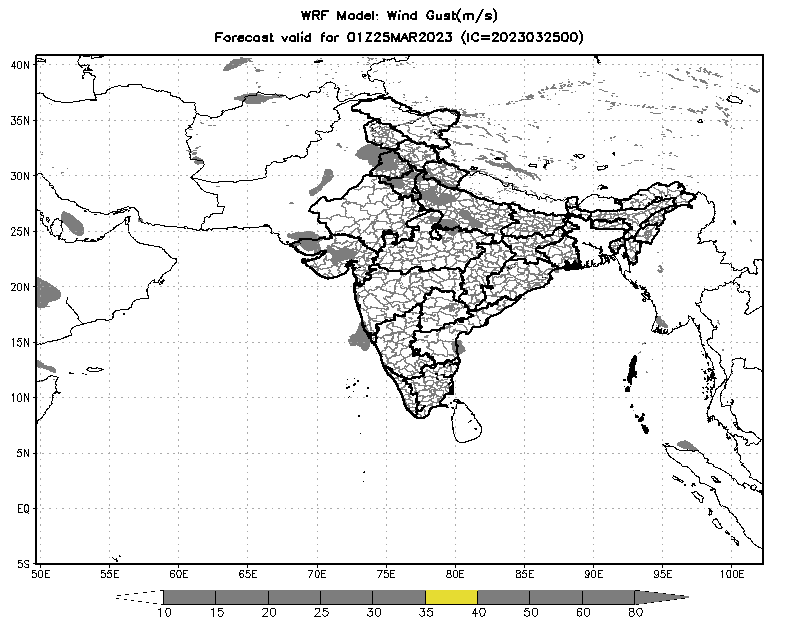 WRF Model: Wind Gust(m/s)
Forecast valid for 01Z25MAR2023 (IC=2023032500)
40N
35N
30N
25N
20N
15N
10N
5N
EQ
5S
50E 55E 60E 65E 70E 75E 80E 85E 90E 95E 100E
10 15 20 25 30 35 40 50 60 80